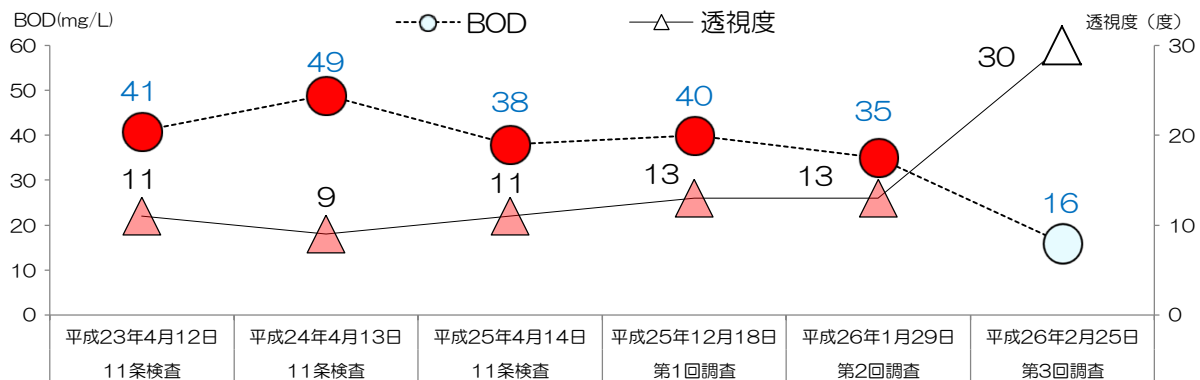 BOD(mg/L)
BOD
透視度
透視度（度）
60
50
40
30
20
10
0
30
20
10
0
41
49
38
40
35
16
11
9
11
13
13
30
平成23年4月12日
平成24年4月13日
平成25年4月14日
平成25年12月18日
平成26年1月29日
平成26年2月25日
11条検査
11条検査
11条検査
第1回調査
第2回調査
第3回調査